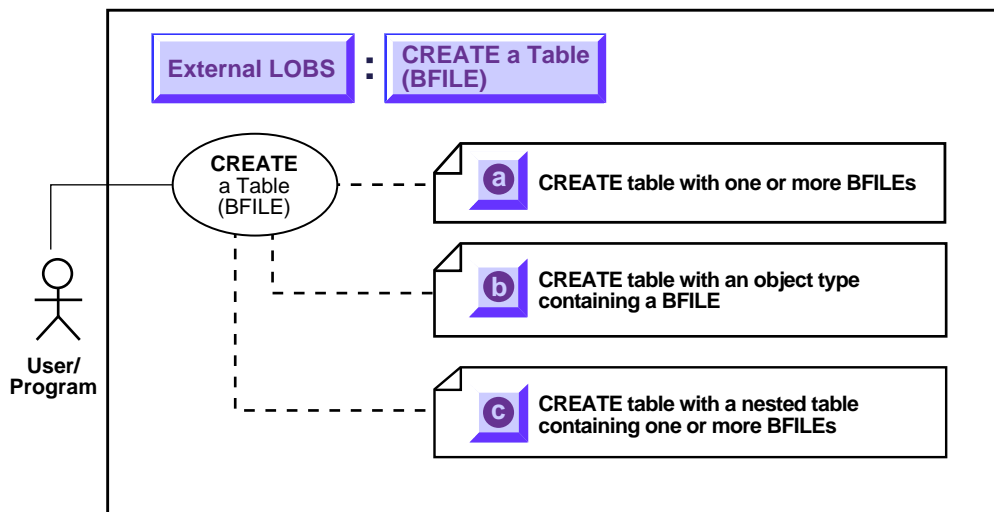 External LOBS
:
CREATE a Table
(BFILE)
CREATE
a Table
(BFILE)
a
CREATE table with one or more BFILEs
b
CREATE table with an object type
containing a BFILE
c
CREATE table with a nested table
containing one or more BFILEs
User/
Program